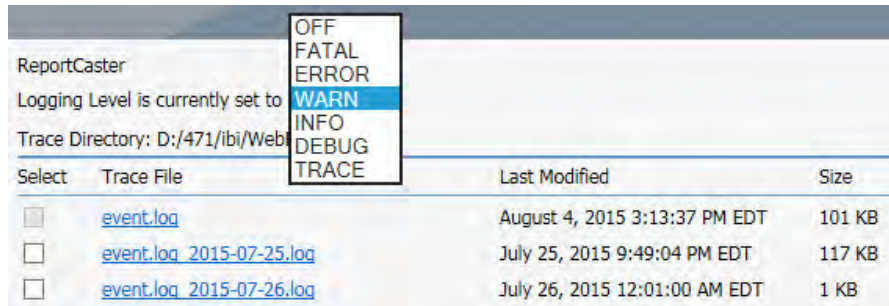 OFF
FATAL
ReportCaster
ERROR
Logging Level is currently set to WARN
INFO
Trace Directory: D:/471/ibi/Web
DEBUG
TRACE
Select Trace File Last Modified Size
event.log August 4, 2015 3:13:37 PM EDT 101 KB
event.log_2015-07-25.log July 25, 2015 9:49:04 PM EDT 117 KB
event.log_2015-07-26.log July 26, 2015 12:01:00 AM EDT 1 KB